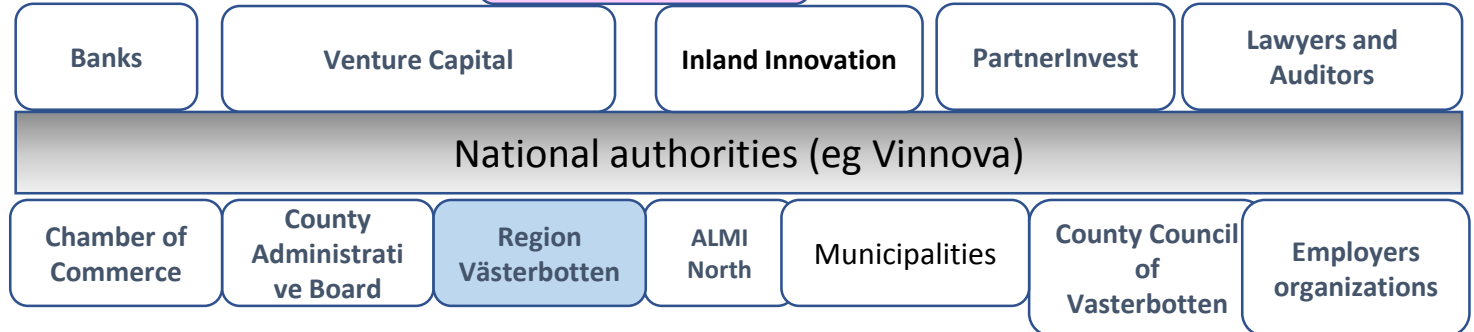 Banks
Venture Capital
Inland Innovation
PartnerInvest
Lawyers and
Auditors
National authorities (eg Vinnova)
Chamber of
Commerce
County
Administrati
ve Board
Region
Västerbotten
ALMI
North
Municipalities
County Council
of
Vasterbotten
Employers
organizations